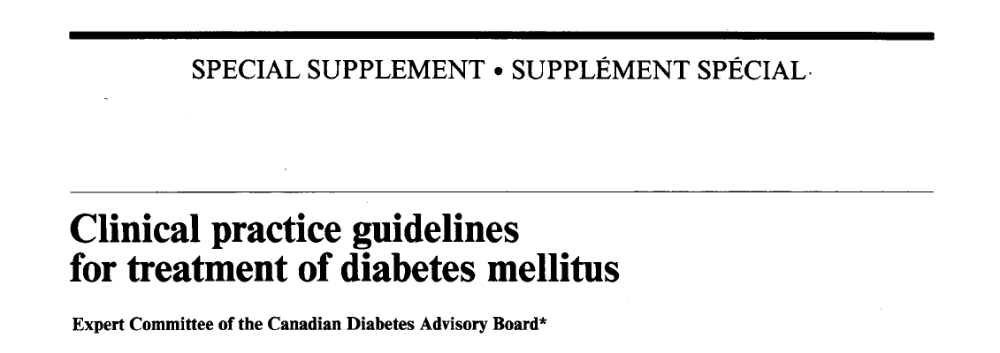 SPECIAL SUPPLEMENT • SUPPLÉMENT SPÉCIAL
Clinical practice guidelines
for treatment of diabetes mellitus
Expert Committee of the Canadian Diabetes Advisory Board*